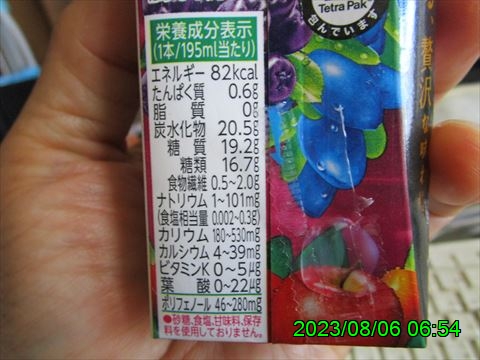 Tetra Pak
包んでいます
贅沢な味わ
栄養成分表示
(1本/195ml当たり)
エネルギー 82kcal
たんぱく質 0.6g
脂質 0g
炭水化物 20.5g
糖質 19.2g
糖類 16.7g
食物繊維 0.5~2.0g
ナトリウム 1~101mg
(食塩相当量 0.002~0.3g)
カリウム 180~530mg
カルシウム 4~39mg
ビタミンK 0~5μg
葉酸 0~22μg
ポリフェノール 46~280mg
●砂糖、食塩、甘味料、保存
料を使用しておりません。
2023/08/06 06:54